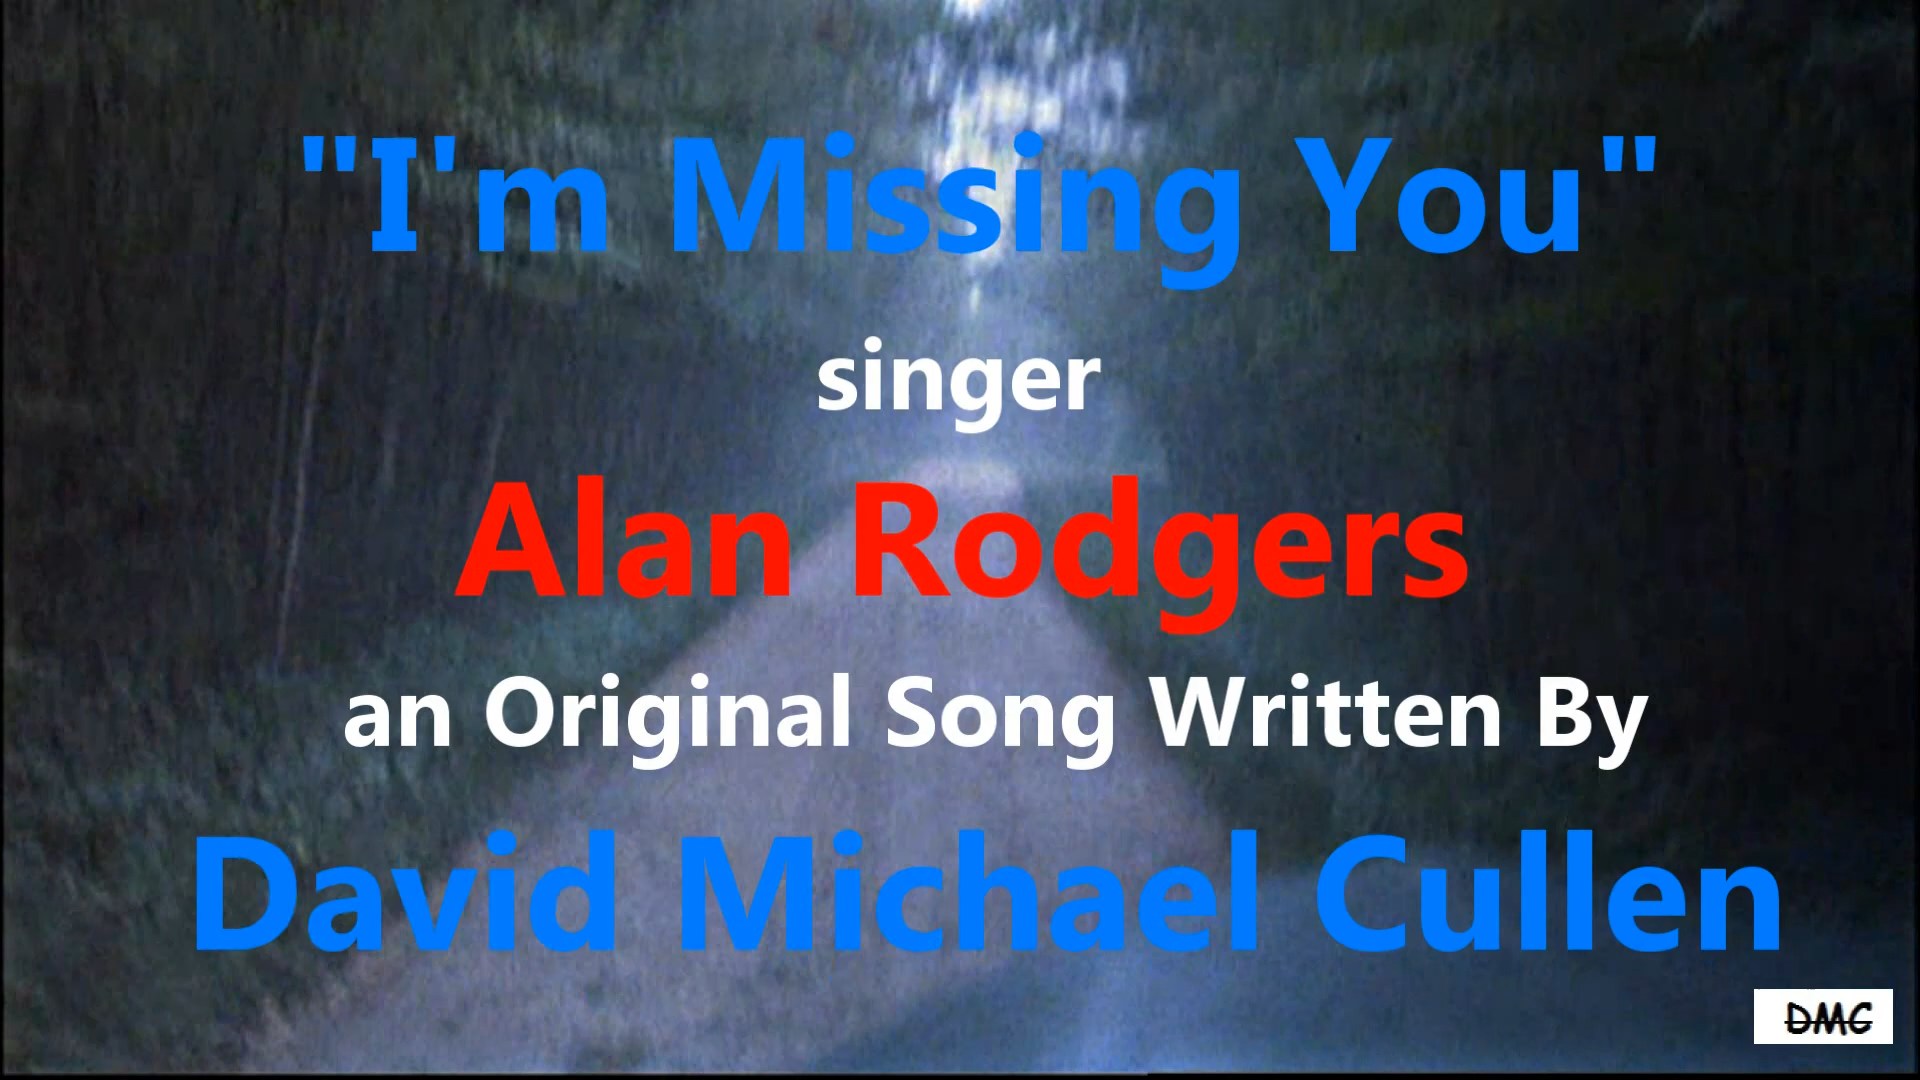 "I'm Missing You"
singer
Alan Rodgers
an Original Song Written By
David Michael Cullen
DMC